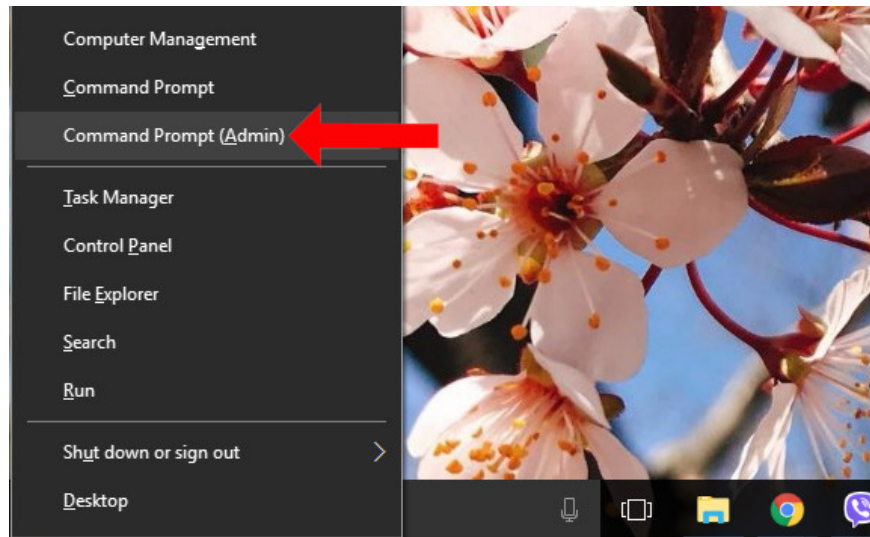 Computer Management
Command Prompt
Command Prompt (Admin)
Task Manager
Control Panel
File Explorer
Search
Run
Shut down or sign out
Desktop